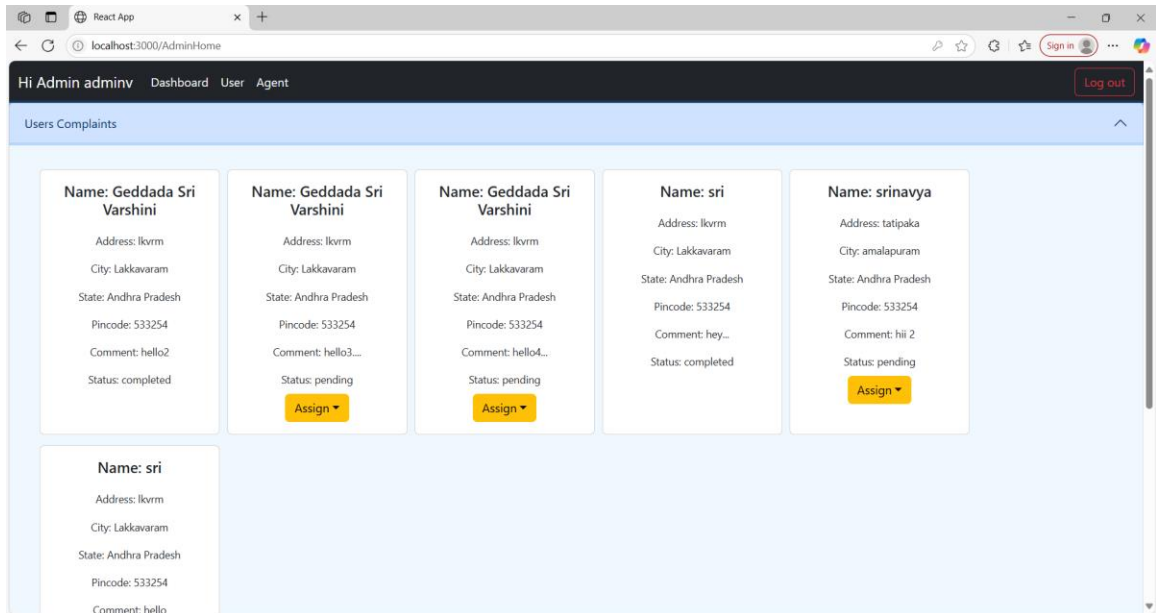 React App
localhost:3000/AdminHome
Sign in
Hi Admin adminv Dashboard User Agent Log out
Users Complaints
Name: Geddada Sri
Varshini
Address: lkvrm
City: Lakkavaram
State: Andhra Pradesh
Pincode: 533254
Comment: hello2
Status: completed
Name: Geddada Sri
Varshini
Address: lkvrm
City: Lakkavaram
State: Andhra Pradesh
Pincode: 533254
Comment: hello3....
Status: pending
Assign
Name: Geddada Sri
Varshini
Address: lkvrm
City: Lakkavaram
State: Andhra Pradesh
Pincode: 533254
Comment: hello4...
Status: pending
Assign
Name: sri
Address: lkvrm
City: Lakkavaram
State: Andhra Pradesh
Pincode: 533254
Comment: hey...
Status: completed
Name: srinavya
Address: tatipaka
City: amalapuram
State: Andhra Pradesh
Pincode: 533254
Comment: hii 2
Status: pending
Assign
Name: sri
Address: lkvrm
City: Lakkavaram
State: Andhra Pradesh
Pincode: 533254
Comment: hello